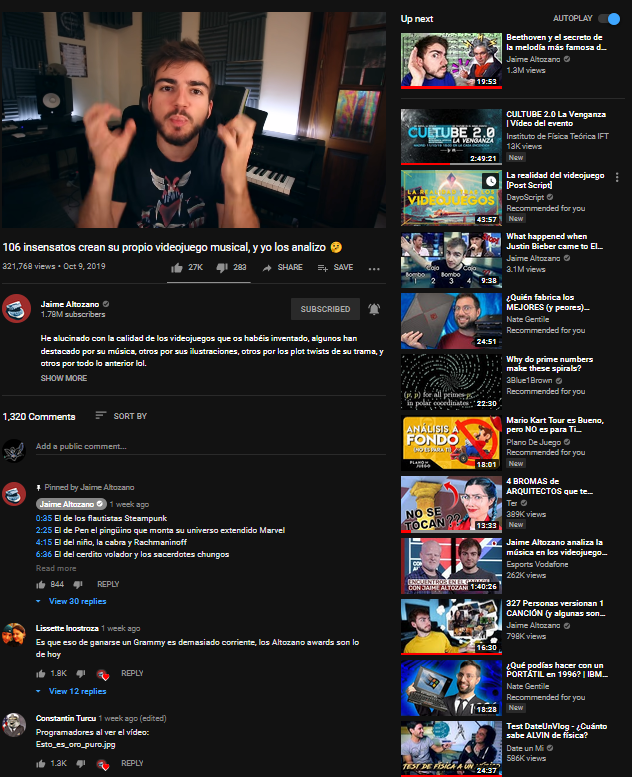 106 insensatos crean su propio videojuego musical, y yo los analizo 🤣
321,768 views • Oct 9, 2019
27K
283
SHARE
SAVE
Jaime Altozano
1.78M subscribers
SUBSCRIBED
He alucinado con la calidad de los videojuegos que os habéis inventado, algunos han
destacado por su música, otros por sus ilustraciones, otros por los plot twists de su trama, y
otros por todo lo anterior lol.
SHOW MORE
1,320 Comments
SORT BY
Add a public comment...
Pinned by Jaime Altozano
Jaime Altozano 1 week ago
0:35 El de los flautistas Steampunk
2:41 El de Pen el pingüino que monta su universo extendido Marvel
4:15 El del niño, la cabra y Rachmaninoff
6:36 El del cerdito volador y los sacerdotes chungos
Read more
944
REPLY
View 30 replies
Lissette Inostroza 1 week ago
Es que eso de ganarse un Grammy es demasiado corriente, los Altozano awards son lo
de hoy
1.8K
REPLY
View 12 replies
Constantin Turcu 1 week ago (edited)
Programadores al ver el vídeo:
Esto_es_oro_puro.jpg
1.3K
REPLY
Up next
AUTOPLAY
19:53
Beethoven y el secreto de
la melodía más famosa d...
Jaime Altozano
1.3M views
CULTUBE 2.0
LA VENGANZA
2:49:21
CULTUBE 2.0 La Venganza
| Vídeo del evento
Instituto de Física Teórica IFT
13K views
New
LA REALIDAD TRAS LOS
VIDEOJUEGOS
43:57
La realidad del videojuego
[Post Script]
DayoScript
Recommended for you
New
Bombo Caja Bombo Caja
1 2 3 4
9:38
What happened when
Justin Bieber came to El...
Jaime Altozano
3.1M views
24:51
¿Quién fabrica los
MEJORES (y peores)...
Nate Gentile
Recommended for you
(p, p) for all primes p,
in polar coordinates
22:30
Why do prime numbers
make these spirals?
3Blue1Brown
Recommended for you
ANÁLISIS A
FONDO
¿NO ES PARA TI?
PLANO DE JUEGO
18:01
Mario Kart Tour es Bueno,
pero NO es para Ti...
Plano De Juego
New
NO SE
TOCAN??
13:33
4 BROMAS de
ARQUITECTOS que te...
Ter
389K views
New
ENCUENTROS EN EL GARAGE
CON JAIME ALTOZANO
1:40:26
Jaime Altozano analiza la
música en los videojuego...
Esports Vodafone
262K views
16:30
327 Personas versionan 1
CANCIÓN (y algunas son...
Jaime Altozano
798K views
18:28
¿Qué podías hacer con un
PORTÁTIL en 1996? | IBM...
Nate Gentile
Recommended for you
New
TEST DE FÍSICA A UN
24:37
Test DateUnVlog - ¿Cuánto
sabe ALVIN de física?
Date un Mi
586K views